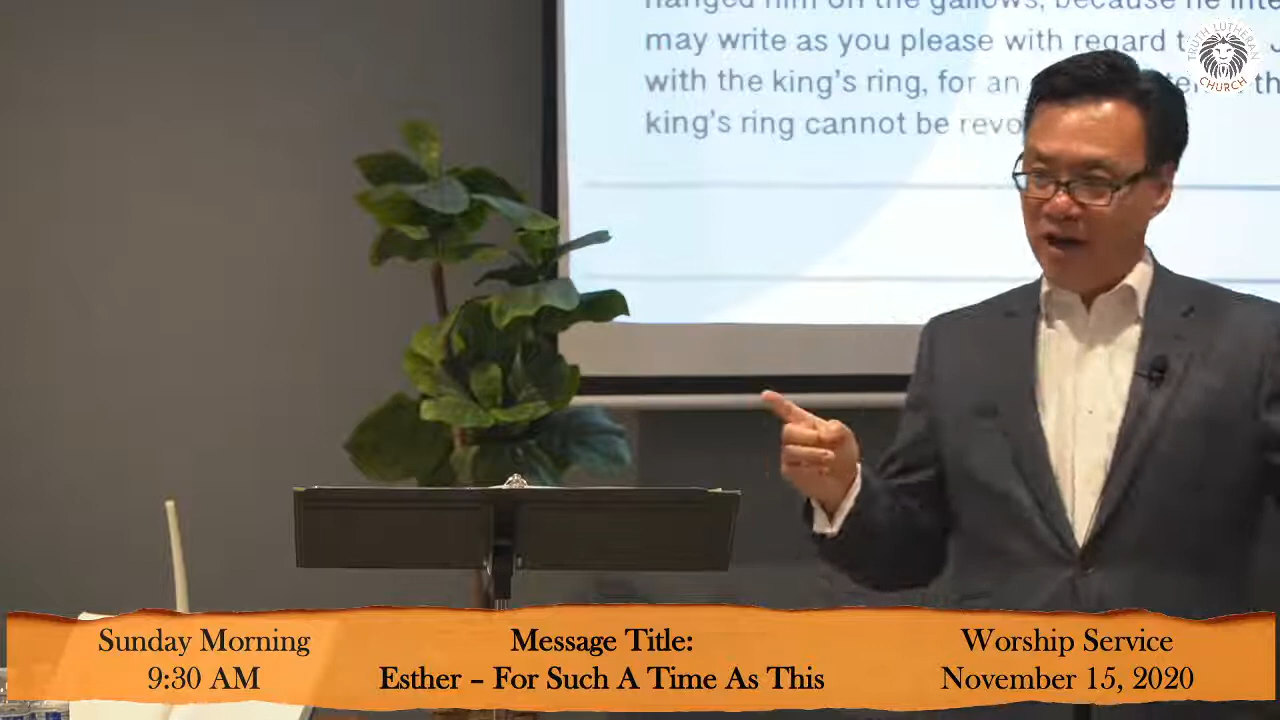 hanged him on the gallows, because he
may write as you please with regard
with the king's ring, for an
king's ring cannot be
TRUTH LUTHERAN
CHURCH
Sunday Morning
9:30 AM
Message Title:
Esther – For Such A Time As This
Worship Service
November 15, 2020